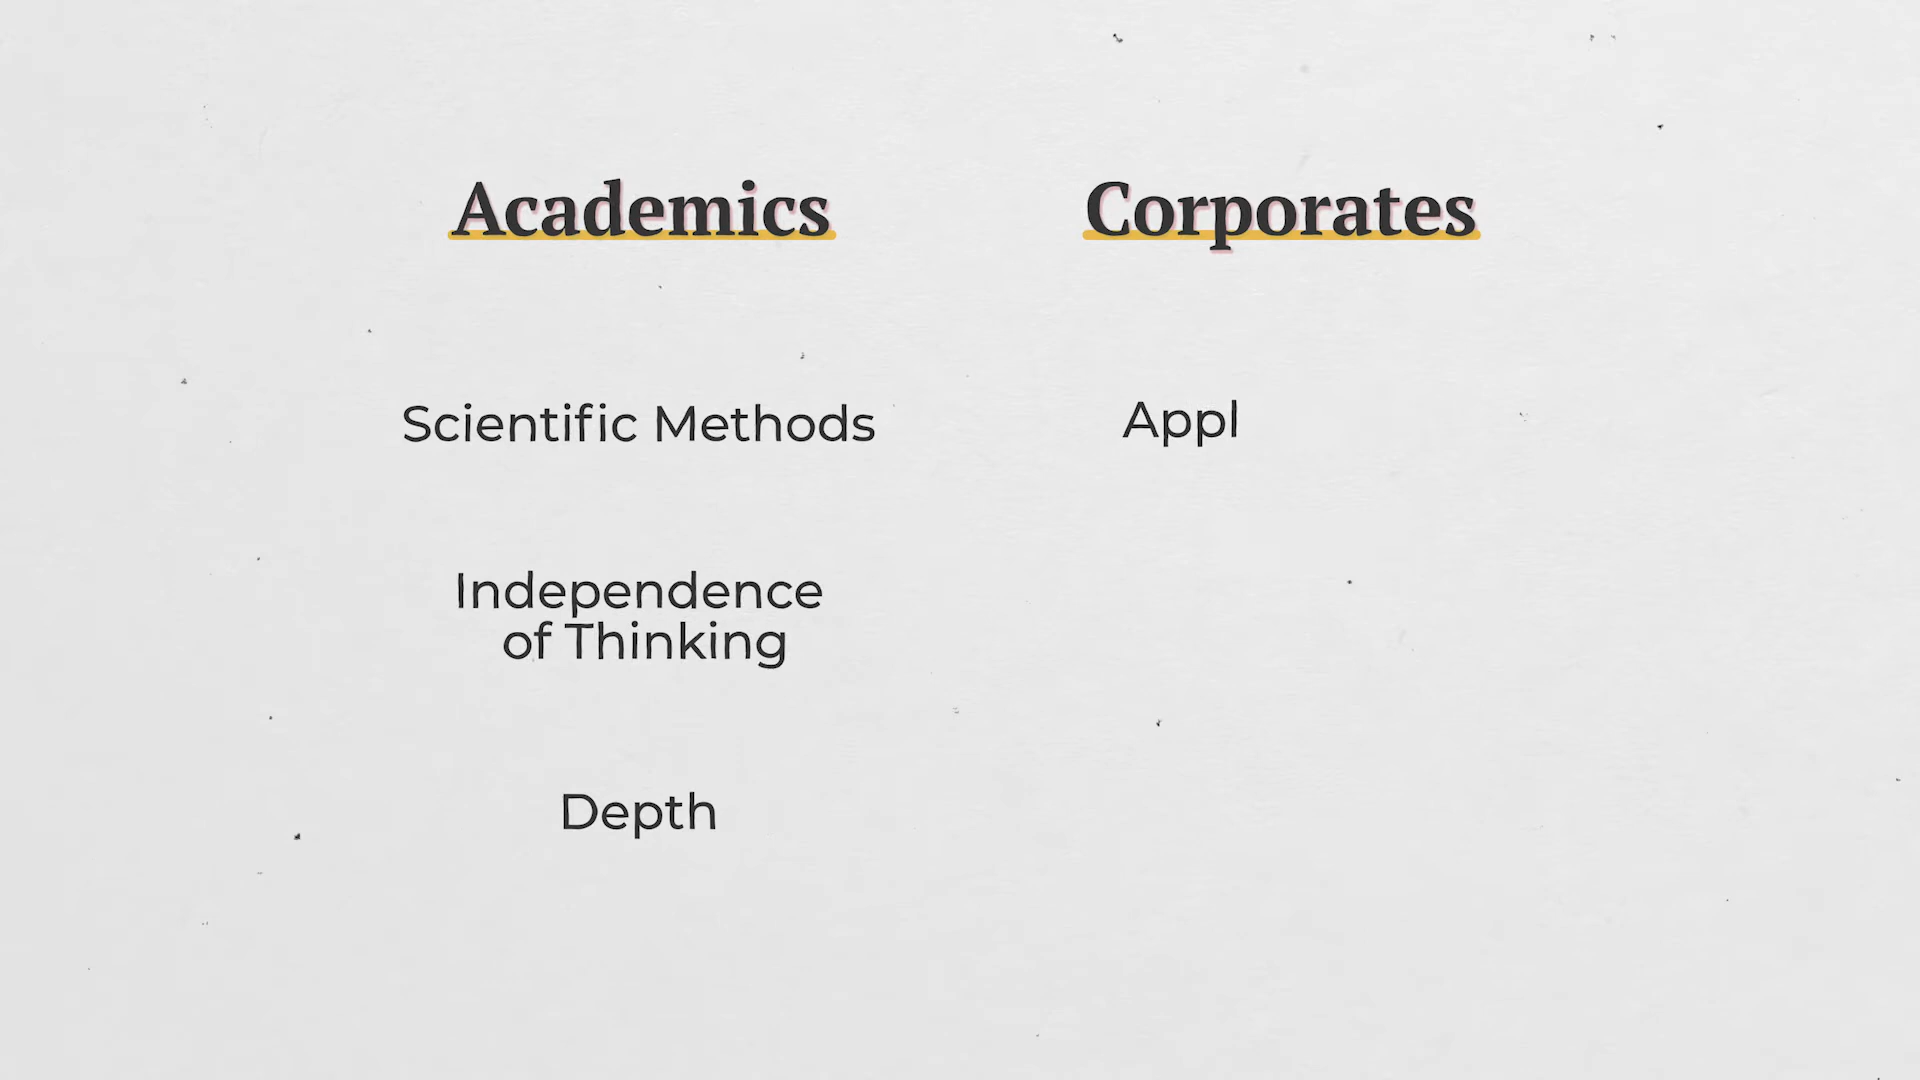 Academics
Scientific Methods
Independence
of Thinking
Depth
Corporates
Appl